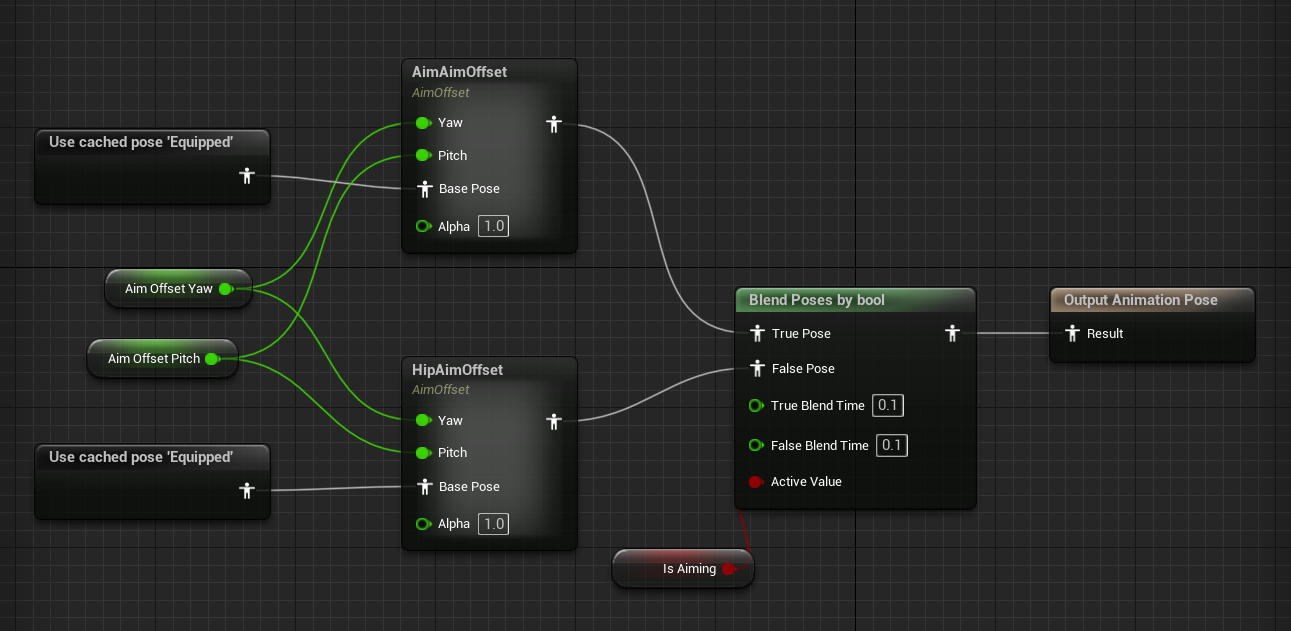 AimAimOffset
AimOffset
Yaw
Pitch
Base Pose
Alpha 1.0
Use cached pose 'Equipped'
Aim Offset Yaw
Aim Offset Pitch
HipAimOffset
AimOffset
Yaw
Pitch
Base Pose
Alpha 1.0
Use cached pose 'Equipped'
Blend Poses by bool
True Pose
False Pose
True Blend Time 0.1
False Blend Time 0.1
Active Value
Is Aiming
Output Animation Pose
Result